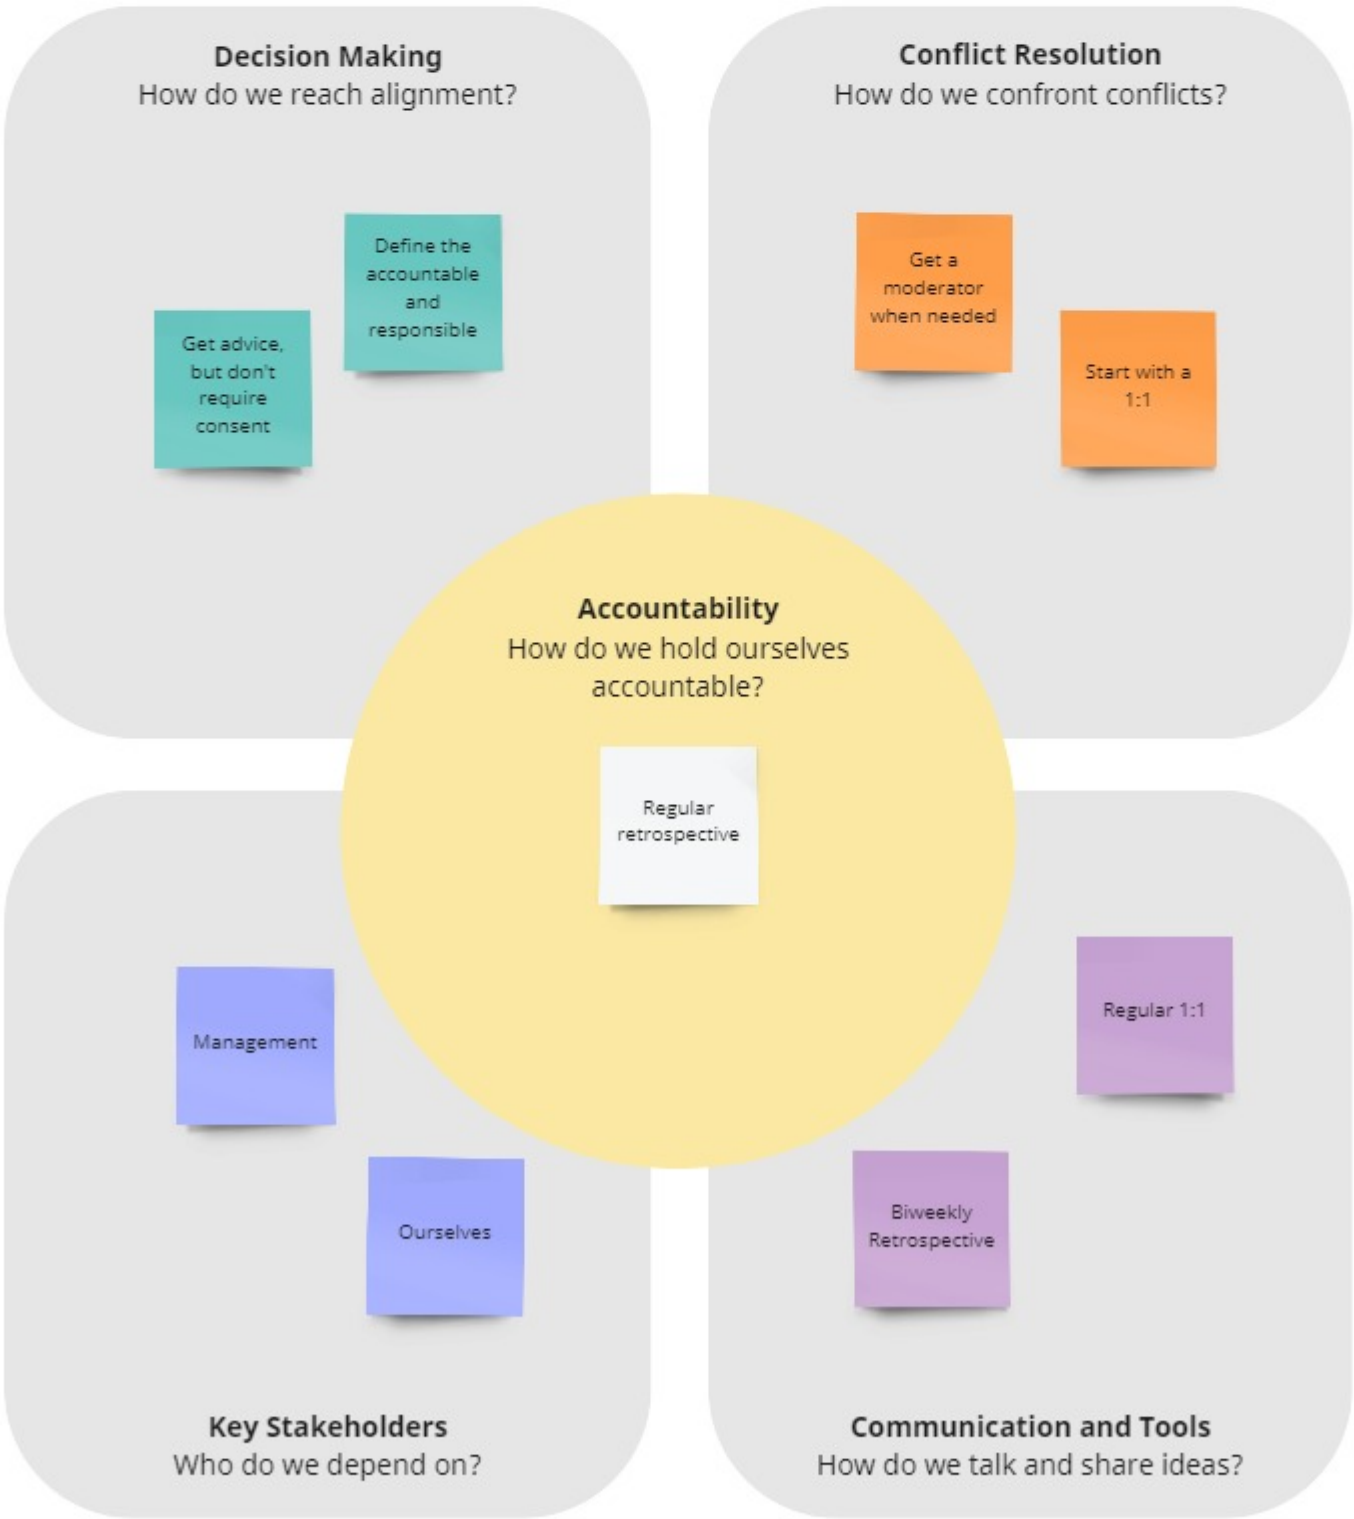 Decision Making
How do we reach alignment?
Define the
accountable
and
responsible
Get advice,
but don't
require
consent
Conflict Resolution
How do we confront conflicts?
Get a
moderator
when needed
Start with a
1:1
Accountability
How do we hold ourselves
accountable?
Regular
retrospective
Management
Ourselves
Key Stakeholders
Who do we depend on?
Regular 1:1
Biweekly
Retrospective
Communication and Tools
How do we talk and share ideas?